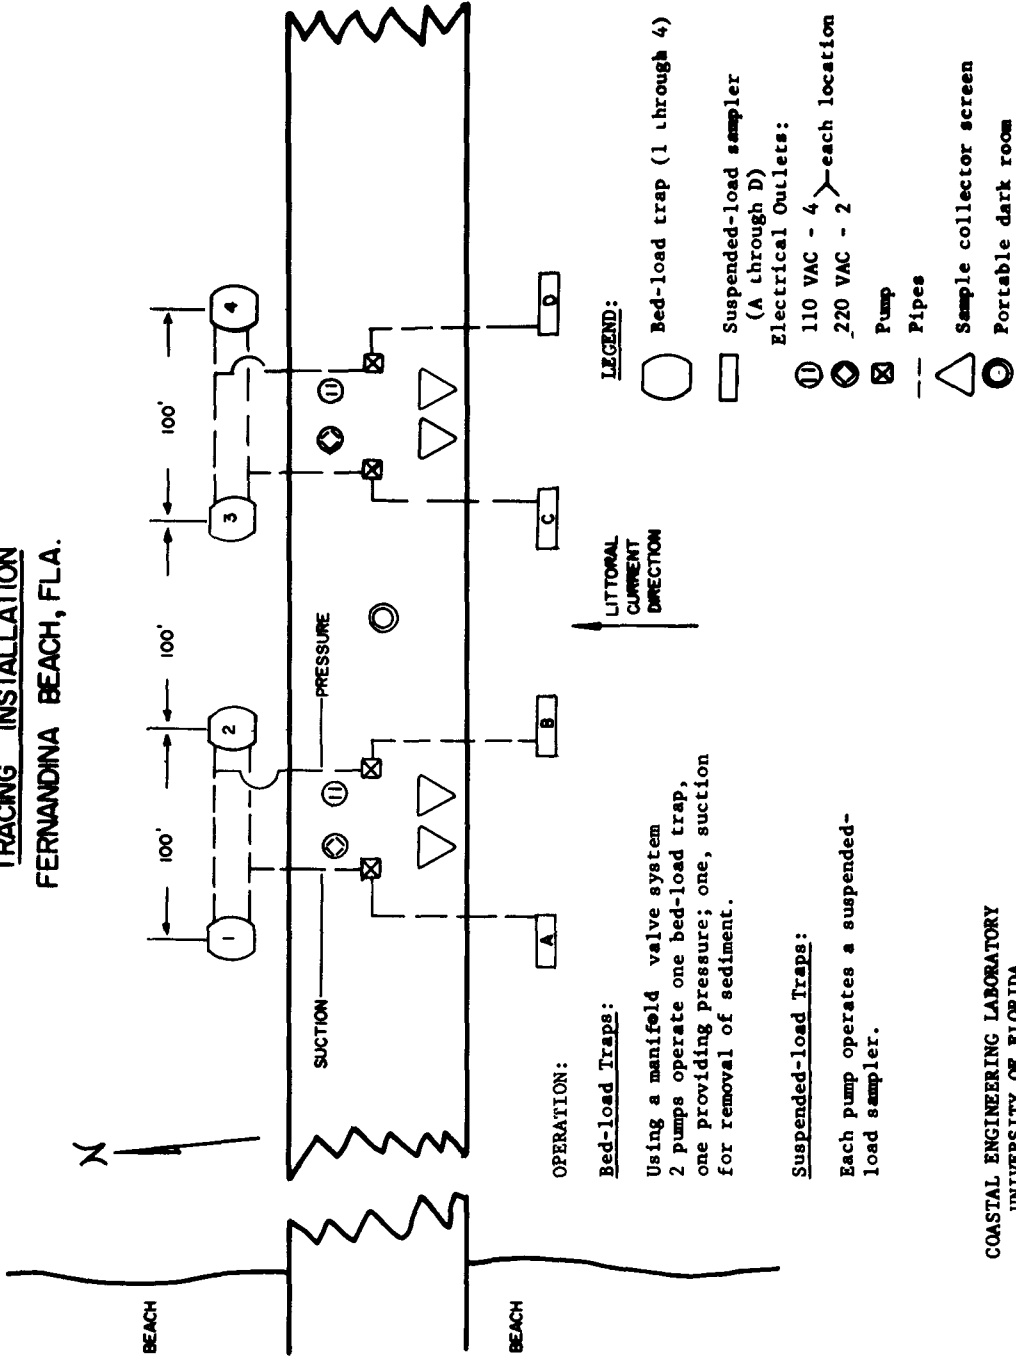 TRACING INSTALLATION
FERNANDINA BEACH, FLA.
N
100'
100'
100'
1
2
3
4
SUCTION
PRESSURE
A
B
C
D
BEACH
BEACH
LITTORAL
CURRENT
DIRECTION
OPERATION:
Bed-load Traps:
Using a manifold valve system
2 pumps operate one bed-load trap,
one providing pressure; one, suction
for removal of sediment.
Suspended-load Traps:
Each pump operates a suspended-
load sampler.
LEGEND:
Bed-load trap (1 through 4)
Suspended-load sampler
(A through D)
Electrical Outlets:
110 VAC - 4
220 VAC - 2
each location
Pump
Pipes
Sample collector screen
Portable dark room
COASTAL ENGINEERING LABORATORY
UNIVERSITY OF FLORIDA